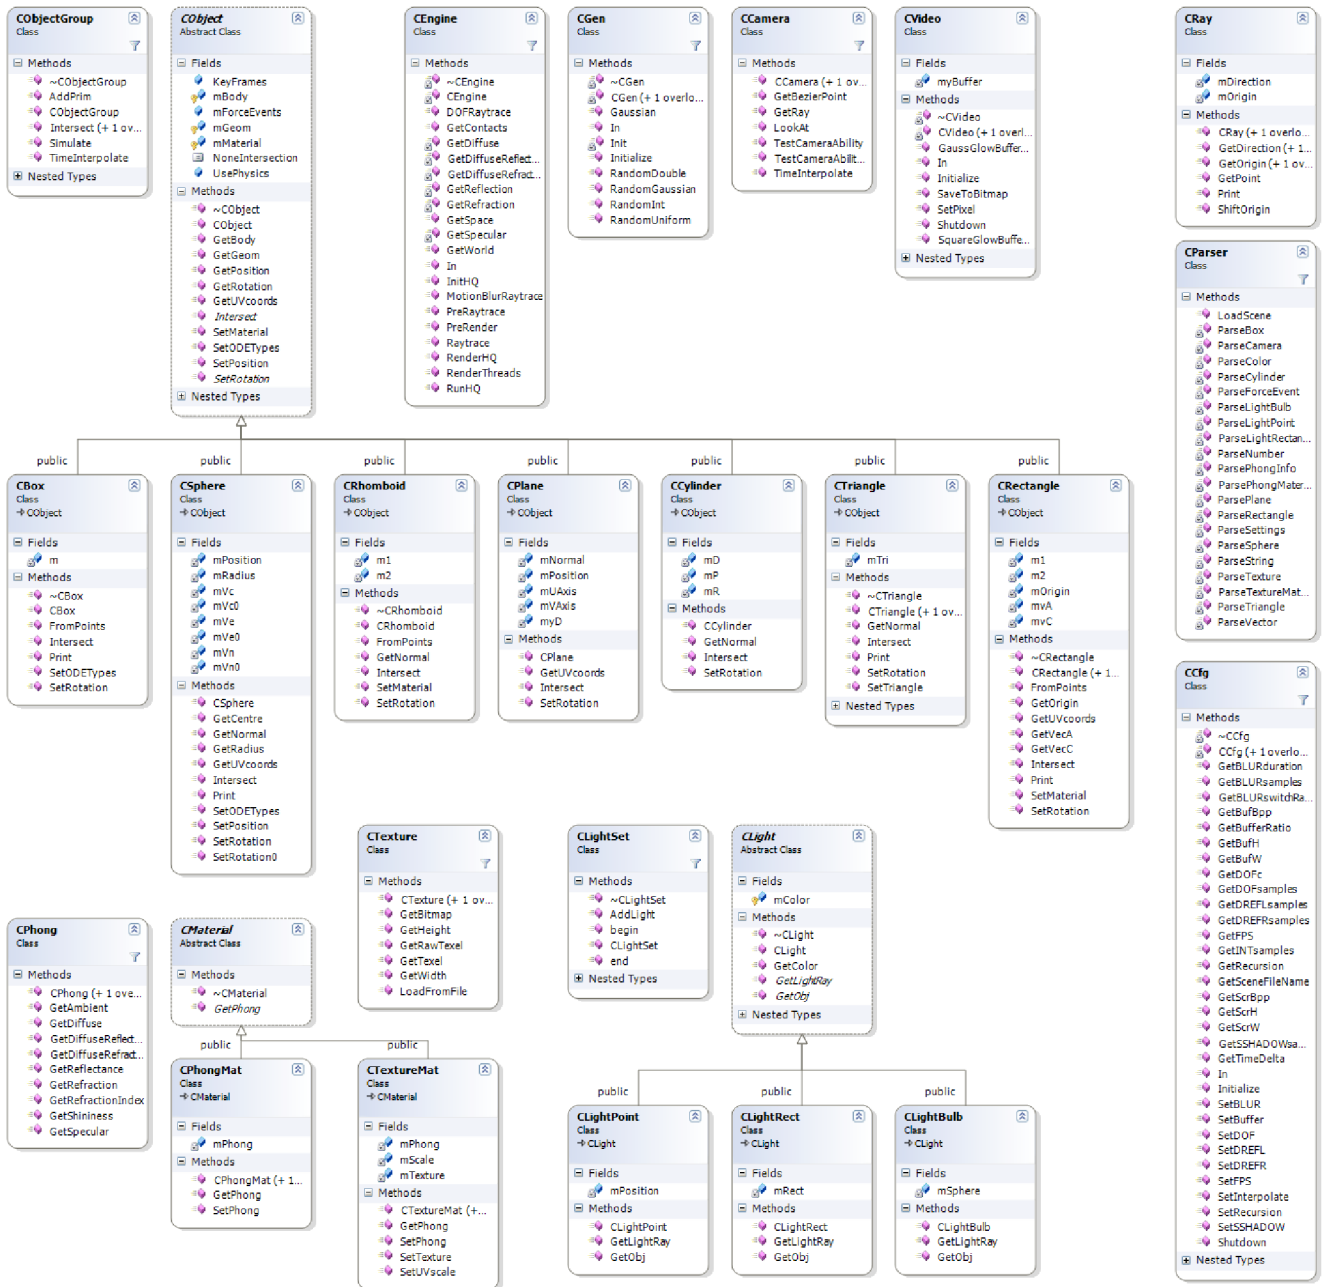 CObjectGroup
Class
Methods
~CObjectGroup
AddPrim
CObjectGroup
Intersect (+ 1 ov...
Simulate
TimeInterpolate
Nested Types
CObject
Abstract Class
Fields
KeyFrames
mBody
mForceEvents
mGeom
mMaterial
NoneIntersection
UsePhysics
Methods
~CObject
CObject
GetBody
GetGeom
GetPosition
GetRotation
GetUVcoords
Intersect
SetMaterial
SetODETypes
SetPosition
SetRotation
Nested Types
CEngine
Class
Methods
~CEngine
CEngine
DOFRaytrace
GetContacts
GetDiffuse
GetDiffuseReflect...
GetDiffuseRefract...
GetReflection
GetRefraction
GetSpace
GetSpecular
GetWorld
In
InitHQ
MotionBlurRaytrace
PreRaytrace
PreRender
Raytrace
RenderHQ
RenderThreads
RunHQ
CGen
Class
Methods
~CGen
CGen (+ 1 overlo...
Gaussian
In
Init
Initialize
RandomDouble
RandomGaussian
RandomInt
RandomUniform
CCamera
Class
Methods
CCamera (+ 1 ov...
GetBezierPoint
GetRay
LookAt
TestCameraAbility
TestCameraAbilit...
TimeInterpolate
CVideo
Class
Fields
myBuffer
Methods
~CVideo
CVideo (+ 1 overl...
GaussGlowBuffer...
In
Initialize
SaveToBitmap
SetPixel
Shutdown
SquareGlowBuffe...
Nested Types
CRay
Class
Fields
mDirection
mOrigin
Methods
CRay (+ 1 overlo...
GetDirection (+ 1...
GetOrigin (+ 1 ov...
GetPoint
Print
ShiftOrigin
CParser
Class
Methods
LoadScene
ParseBox
ParseCamera
ParseColor
ParseCylinder
ParseForceEvent
ParseLightBulb
ParseLightPoint
ParseLightRectan...
ParseNumber
ParsePhongInfo
ParsePhongMater...
ParsePlane
ParseRectangle
ParseSettings
ParseSphere
ParseString
ParseTexture
ParseTextureMat...
ParseTriangle
ParseVector
public
public
public
public
public
public
public
CBox
Class
CObject
Fields
m
Methods
~CBox
CBox
FromPoints
Intersect
Print
SetODETypes
SetRotation
CSphere
Class
CObject
Fields
mPosition
mRadius
mVc
mVc0
mVe
mVe0
mVn
mVn0
Methods
CSphere
GetCentre
GetNormal
GetRadius
GetUVcoords
Intersect
Print
SetODETypes
SetPosition
SetRotation
SetRotation0
CRhomboid
Class
CObject
Fields
m1
m2
Methods
~CRhomboid
CRhomboid
FromPoints
GetNormal
Intersect
SetMaterial
SetRotation
CPlane
Class
CObject
Fields
mNormal
mPosition
mUAxis
mVAxis
myD
Methods
CPlane
GetUVcoords
Intersect
SetRotation
CCylinder
Class
CObject
Fields
mD
mP
mR
Methods
CCylinder
GetNormal
Intersect
SetRotation
CTriangle
Class
CObject
Fields
mTri
Methods
~CTriangle
CTriangle (+ 1 ov...
GetNormal
Intersect
Print
SetRotation
SetTriangle
Nested Types
CRectangle
Class
CObject
Fields
m1
m2
mOrigin
mvA
mvC
Methods
~CRectangle
CRectangle (+ 1...
FromPoints
GetOrigin
GetUVcoords
GetVecA
GetVecC
Intersect
Print
SetMaterial
SetRotation
CCfg
Class
Methods
~CCfg
CCfg (+ 1 overlo...
GetBLURduration
GetBLURsamples
GetBLURswitchRa...
GetBufBpp
GetBufferRatio
GetBufH
GetBufW
GetDOFc
GetDOFsamples
GetDREFLsamples
GetDREFRsamples
GetFPS
GetINTsamples
GetRecursion
GetSceneFileName
GetScrBpp
GetScrH
GetScrW
GetSSHADOWsa...
GetTimeDelta
In
Initialize
SetBLUR
SetBuffer
SetDOF
SetDREFL
SetDREFR
SetFPS
SetInterpolate
SetRecursion
SetSSHADOW
Shutdown
Nested Types
CTexture
Class
Methods
CTexture (+ 1 ov...
GetBitmap
GetHeight
GetRawTexel
GetTexel
GetWidth
LoadFromFile
CLightSet
Class
Methods
~CLightSet
AddLight
begin
CLightSet
end
Nested Types
CLight
Abstract Class
Fields
mColor
Methods
~CLight
CLight
GetColor
GetLightRay
GetObj
Nested Types
CPhong
Class
Methods
CPhong (+ 1 ove...
GetAmbient
GetDiffuse
GetDiffuseReflect...
GetDiffuseRefract...
GetReflectance
GetRefraction
GetRefractionIndex
GetShininess
GetSpecular
CMaterial
Abstract Class
Methods
~CMaterial
GetPhong
public
public
CPhongMat
Class
CMaterial
Fields
mPhong
Methods
CPhongMat (+ 1...
GetPhong
SetPhong
CTextureMat
Class
CMaterial
Fields
mPhong
mScale
mTexture
Methods
CTextureMat (+...
GetPhong
SetPhong
SetTexture
SetUVscale
public
public
public
CLightPoint
Class
CLight
Fields
mPosition
Methods
CLightPoint
GetLightRay
GetObj
CLightRect
Class
CLight
Fields
mRect
Methods
CLightRect
GetLightRay
GetObj
CLightBulb
Class
CLight
Fields
mSphere
Methods
CLightBulb
GetLightRay
GetObj